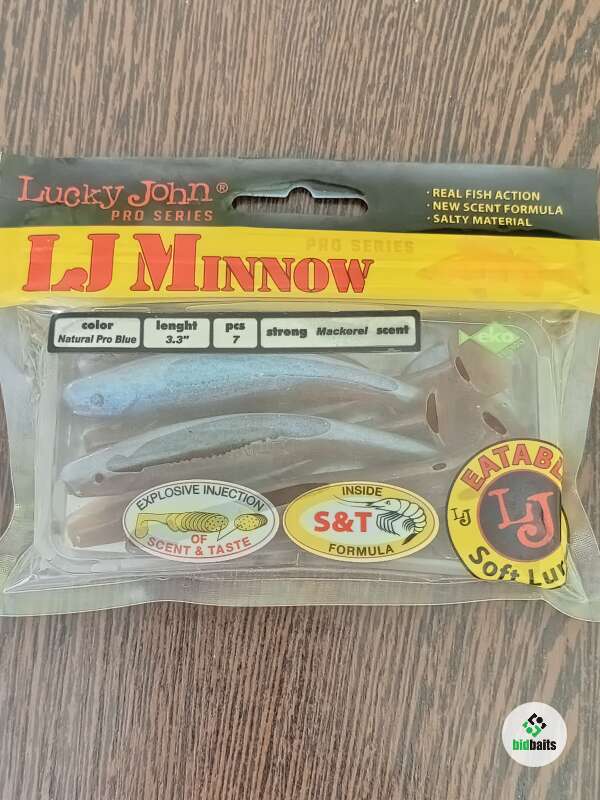 Lucky John®
PRO SERIES
· REAL FISH ACTION
· NEW SCENT FORMULA
· SALTY MATERIAL
PRO SERIES
LJ MINNOW
color
Natural Pro Blue
lenght
3.3"
pcs
7
strong Mackerel scent
eko
EXPLOSIVE INJECTION
OF
SCENT & TASTE
INSIDE
S&T
FORMULA
EATABL
LJ
LJ
Soft Lur
bidbaits